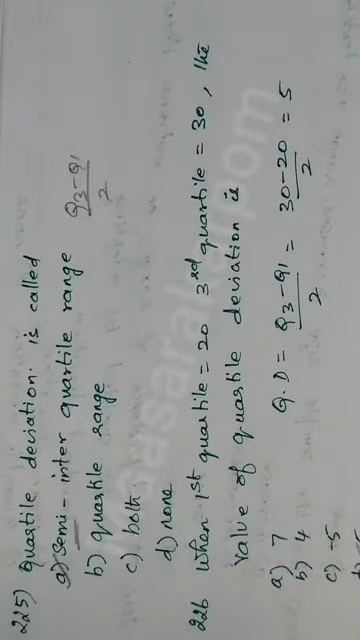 225) quartile deviation is called
a) Semi - inter quartile range Q3-Q1/2
b) quartile range
c) both
d) none
226 When 1st quartile = 20 3rd quartile = 30, the
value of quartile deviation is
a) 7 Q.D = Q3-Q1/2 = 30-20/2 = 5
b) 4
c) -5